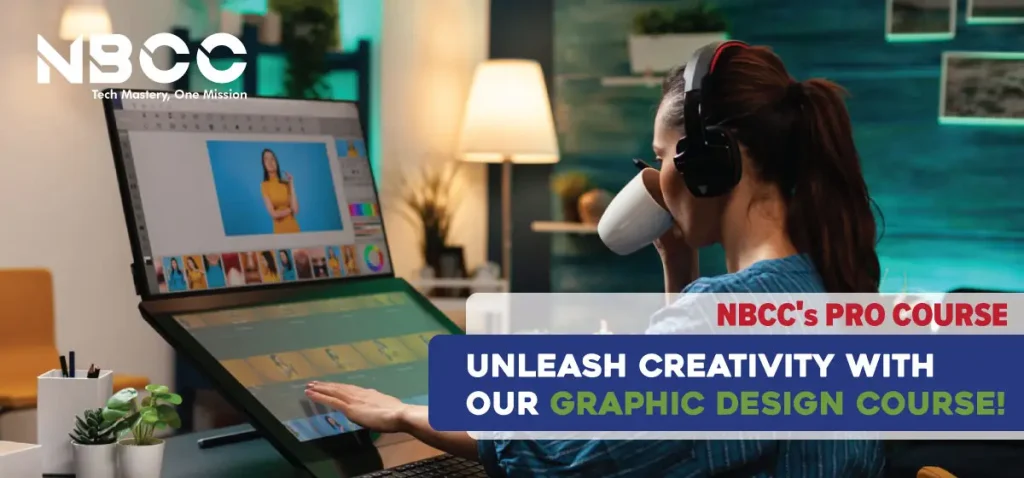 NBCC
Tech Mastery, One Mission
NBCC's PRO COURSE
UNLEASH CREATIVITY WITH
OUR GRAPHIC DESIGN COURSE!